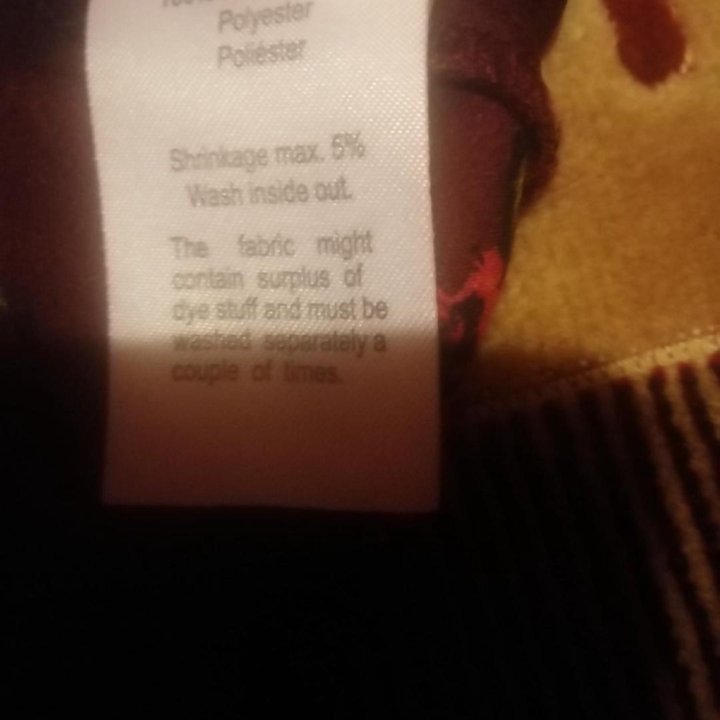 Polyester
Poliéster
Shrinkage max. 6%
Wash inside out.
The fabric might
contain surplus of
dye stuff and must be
washed separately a
couple of times.